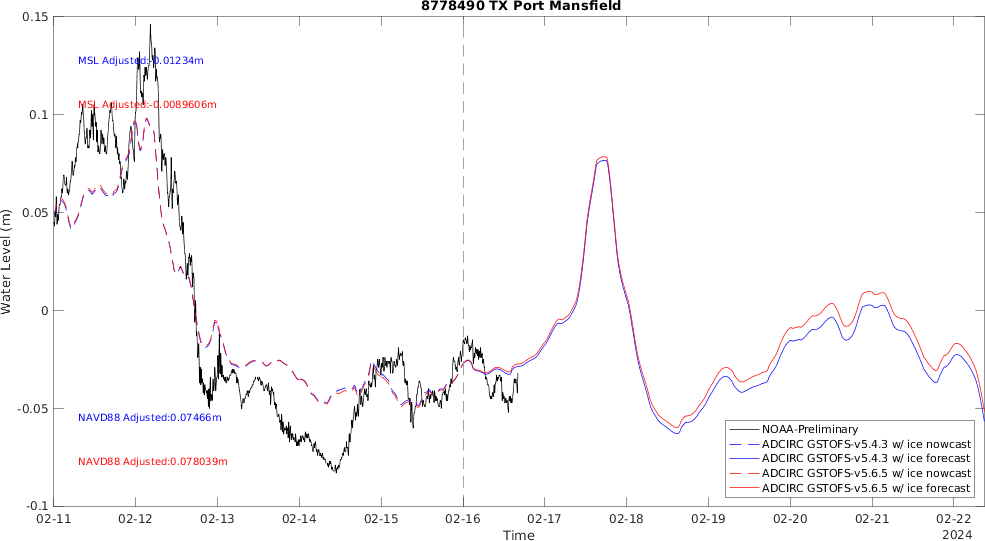 8778490 TX Port Mansfield
Water Level (m)
0.15
0.1
0.05
0
-0.05
-0.1
MSL Adjusted:-0.01234m
MSL Adjusted:-0.0089606m
NAVD88 Adjusted:0.07466m
NAVD88 Adjusted:0.078039m
NOAA-Preliminary
ADCIRC GSTOFS-v5.4.3 w/ ice nowcast
ADCIRC GSTOFS-v5.4.3 w/ ice forecast
ADCIRC GSTOFS-v5.6.5 w/ ice nowcast
ADCIRC GSTOFS-v5.6.5 w/ ice forecast
02-11 02-12 02-13 02-14 02-15 02-16 02-17 02-18 02-19 02-20 02-21 02-22
Time
2024